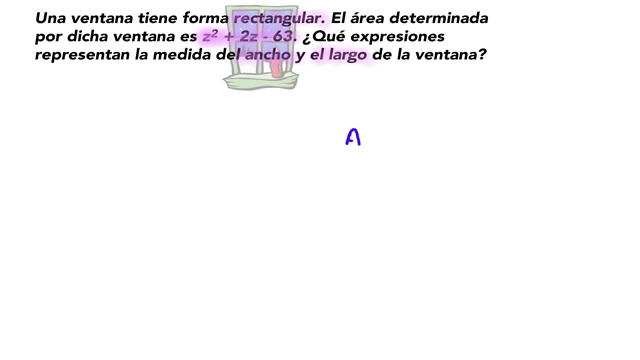 Una ventana tiene forma rectangular. El área determinada
por dicha ventana es z² + 2z - 63. ¿Qué expresiones
representan la medida del ancho y el largo de la ventana?
A